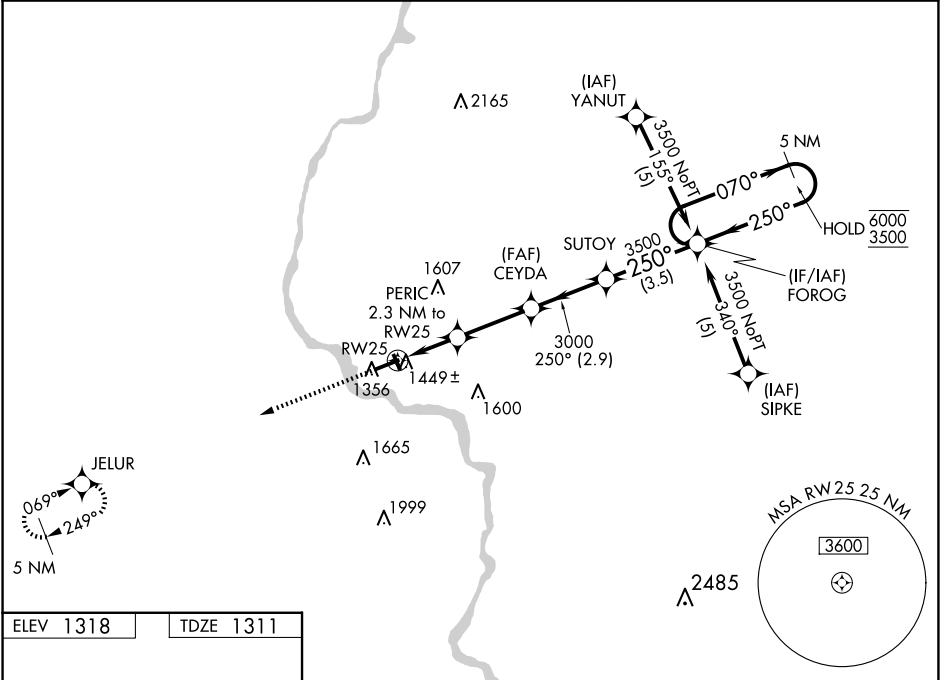 2165
(IAF)
YANUT
3500 NoPT
155°
(5)
5 NM
070°
250°
HOLD 6000
3500
SUTOY
3500
250°
(3.5)
(IF/IAF)
FOROG
(FAF)
CEYDA
1607
PERIC
2.3 NM to
RW25
RW25
3000
250° (2.9)
3500 NoPT
340°
(5)
1449±
1356
1600
(IAF)
SIPKE
1665
JELUR
069°
249°
5 NM
1999
MSA RW25 25 NM
3600
2485
ELEV 1318
TDZE 1311